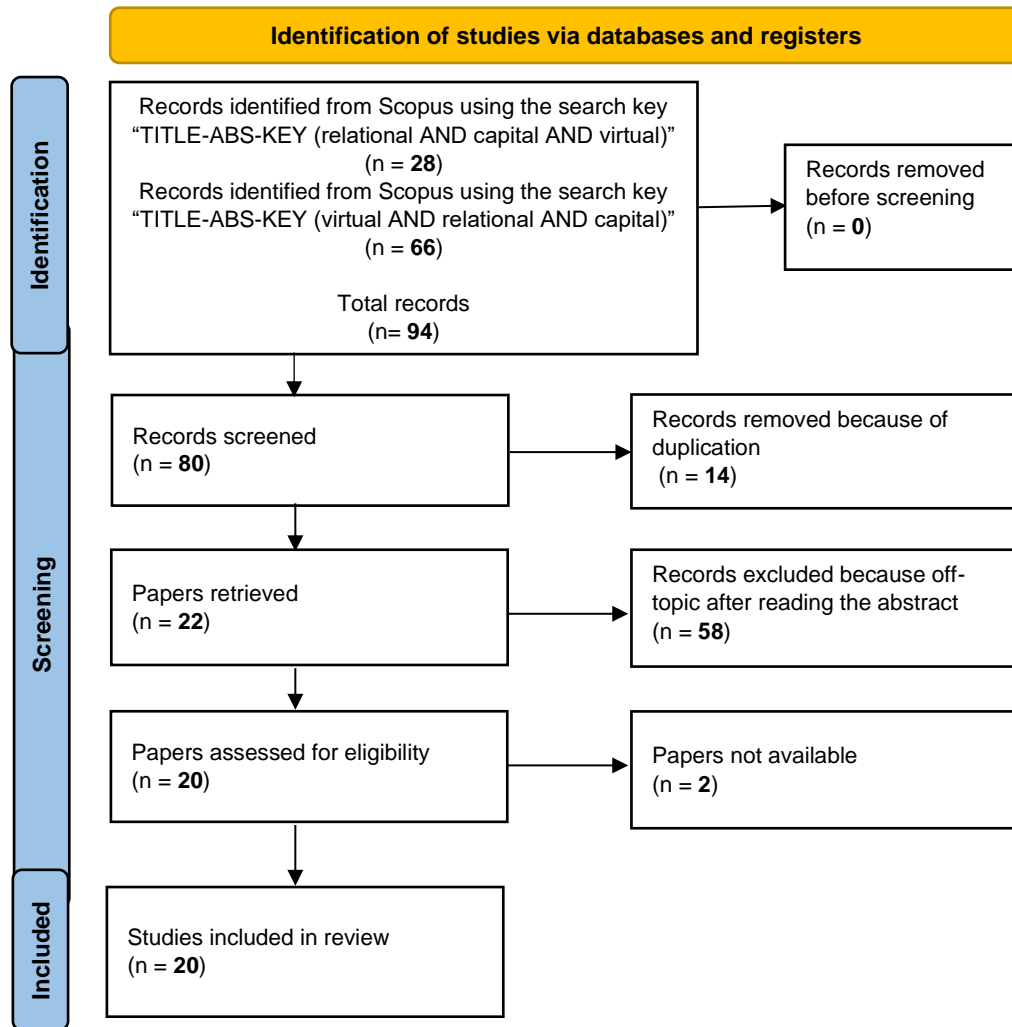 Identification of studies via databases and registers
Identification
Records identified from Scopus using the search key
“TITLE-ABS-KEY (relational AND capital AND virtual)”
(n = 28)
Records identified from Scopus using the search key
“TITLE-ABS-KEY (virtual AND relational AND capital)”
(n = 66)
Total records
(n= 94)
Records removed
before screening
(n = 0)
Screening
Records screened
(n = 80)
Records removed because of
duplication
(n = 14)
Papers retrieved
(n = 22)
Records excluded because off-
topic after reading the abstract
(n = 58)
Papers assessed for eligibility
(n = 20)
Papers not available
(n = 2)
Included
Studies included in review
(n = 20)